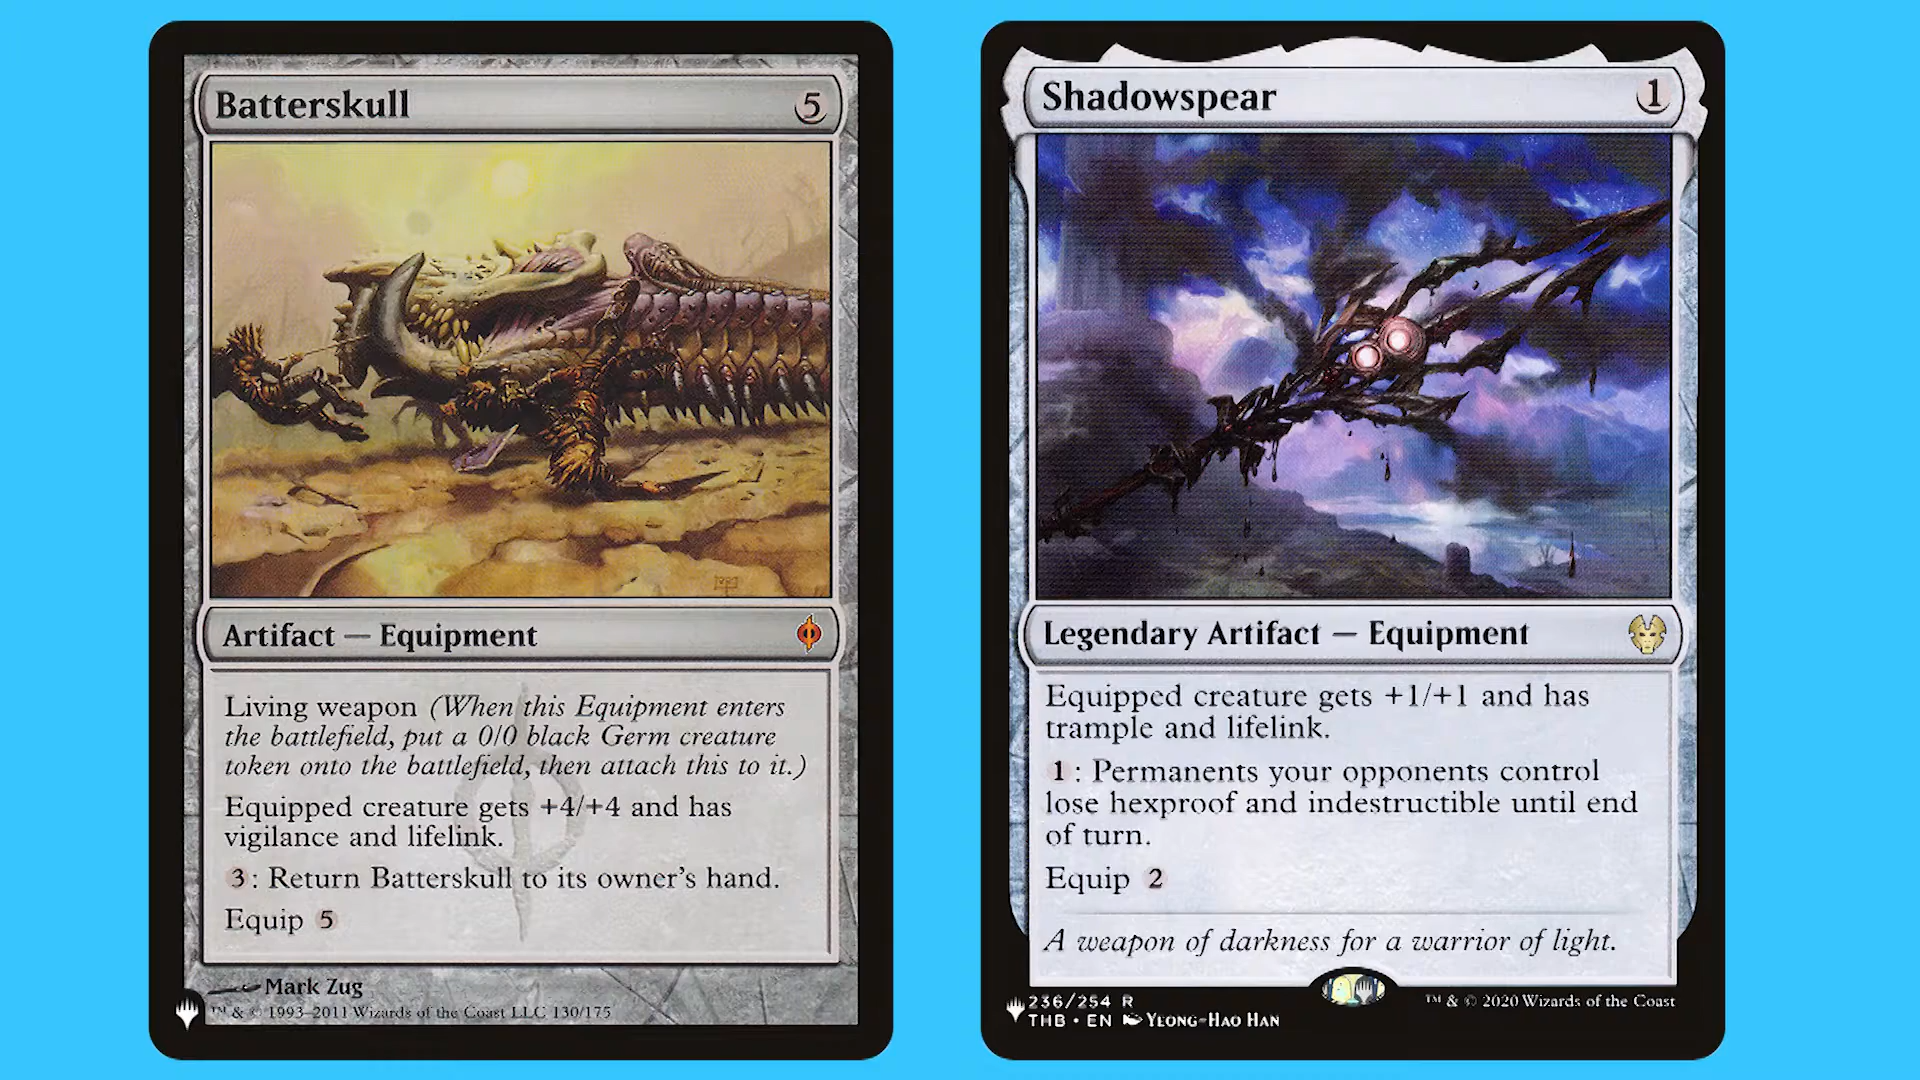 Batterskull 5
Artifact — Equipment
Living weapon (When this Equipment enters
the battlefield, put a 0/0 black Germ creature
token onto the battlefield, then attach this to it.)
Equipped creature gets +4/+4 and has
vigilance and lifelink.
3: Return Batterskull to its owner's hand.
Equip 5
Mark Zug
™ & © 1993–2011 Wizards of the Coast LLC 130/175
Shadowspear 1
Legendary Artifact — Equipment
Equipped creature gets +1/+1 and has
trample and lifelink.
1: Permanents your opponents control
lose hexproof and indestructible until end
of turn.
Equip 2
A weapon of darkness for a warrior of light.
236/254 R
THB • EN Yeong-Hao Han
™ & © 2020 Wizards of the Coast